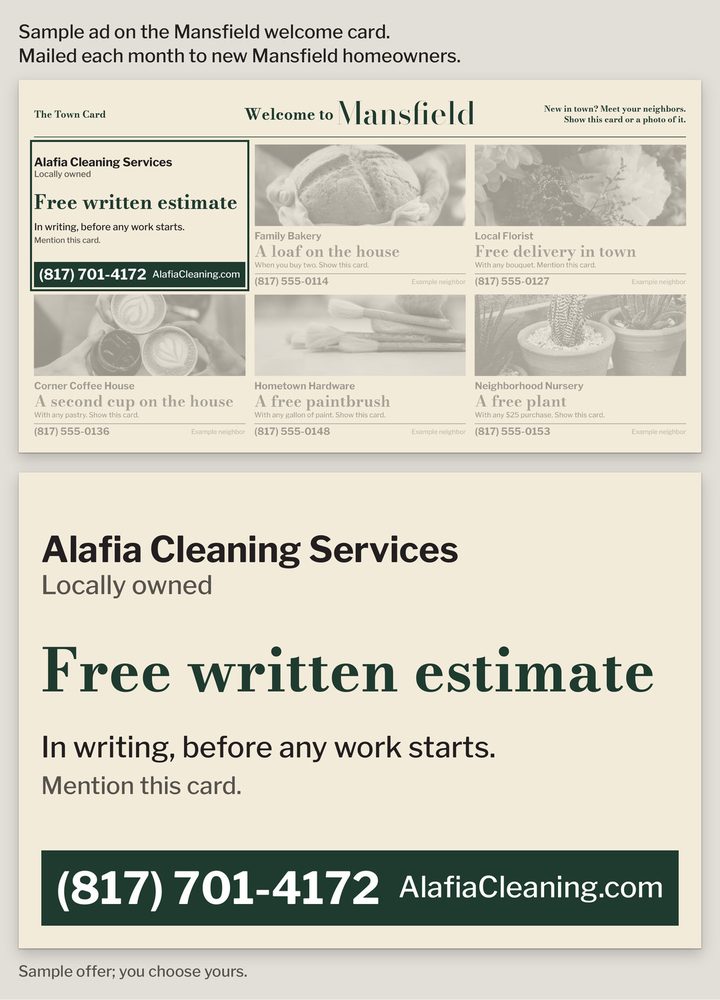 Sample ad on the Mansfield welcome card.
Mailed each month to new Mansfield homeowners.
The Town Card
Welcome to Mansfield
New in town? Meet your neighbors.
Show this card or a photo of it.
Alafia Cleaning Services
Locally owned
Free written estimate
In writing, before any work starts.
Mention this card.
(817) 701-4172 AlafiaCleaning.com
Family Bakery
A loaf on the house
When you buy two. Show this card.
(817) 555-0114 Example neighbor
Local Florist
Free delivery in town
With any bouquet. Mention this card.
(817) 555-0127 Example neighbor
Corner Coffee House
A second cup on the house
With any pastry. Show this card.
(817) 555-0136 Example neighbor
Hometown Hardware
A free paintbrush
With any gallon of paint. Show this card.
(817) 555-0148 Example neighbor
Neighborhood Nursery
A free plant
With any $25 purchase. Show this card.
(817) 555-0153 Example neighbor
Alafia Cleaning Services
Locally owned
Free written estimate
In writing, before any work starts.
Mention this card.
(817) 701-4172 AlafiaCleaning.com
Sample offer; you choose yours.